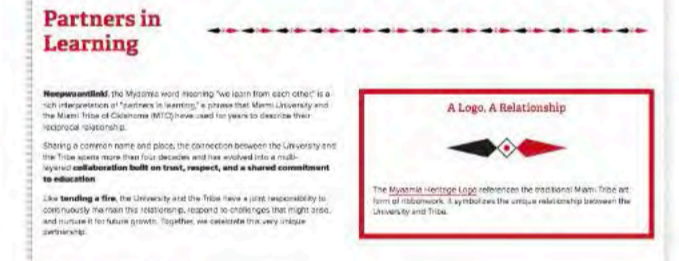 Partners in
Learning
Neepwaantiinki, the Myaamia word meaning "we learn from each other," is a
rich interpretation of "partners in learning," a phrase that Miami University and
the Miami Tribe of Oklahoma (MTO) have used for years to describe their
reciprocal relationship.
Sharing a common name and place, the connection between the University and
the Tribe spans more than four decades and has evolved into a multi-
layered collaboration built on trust, respect, and a shared commitment
to education
Like tending a fire, the University and the Tribe have a joint responsibility to
continuously maintain this relationship, respond to challenges that might arise,
and nurture it for future growth. Together, we celebrate this very unique
partnership.
A Logo, A Relationship
The Myaamia Heritage Logo references the traditional Miami Tribe art
form of ribbonwork. It symbolizes the unique relationship between the
University and Tribe.